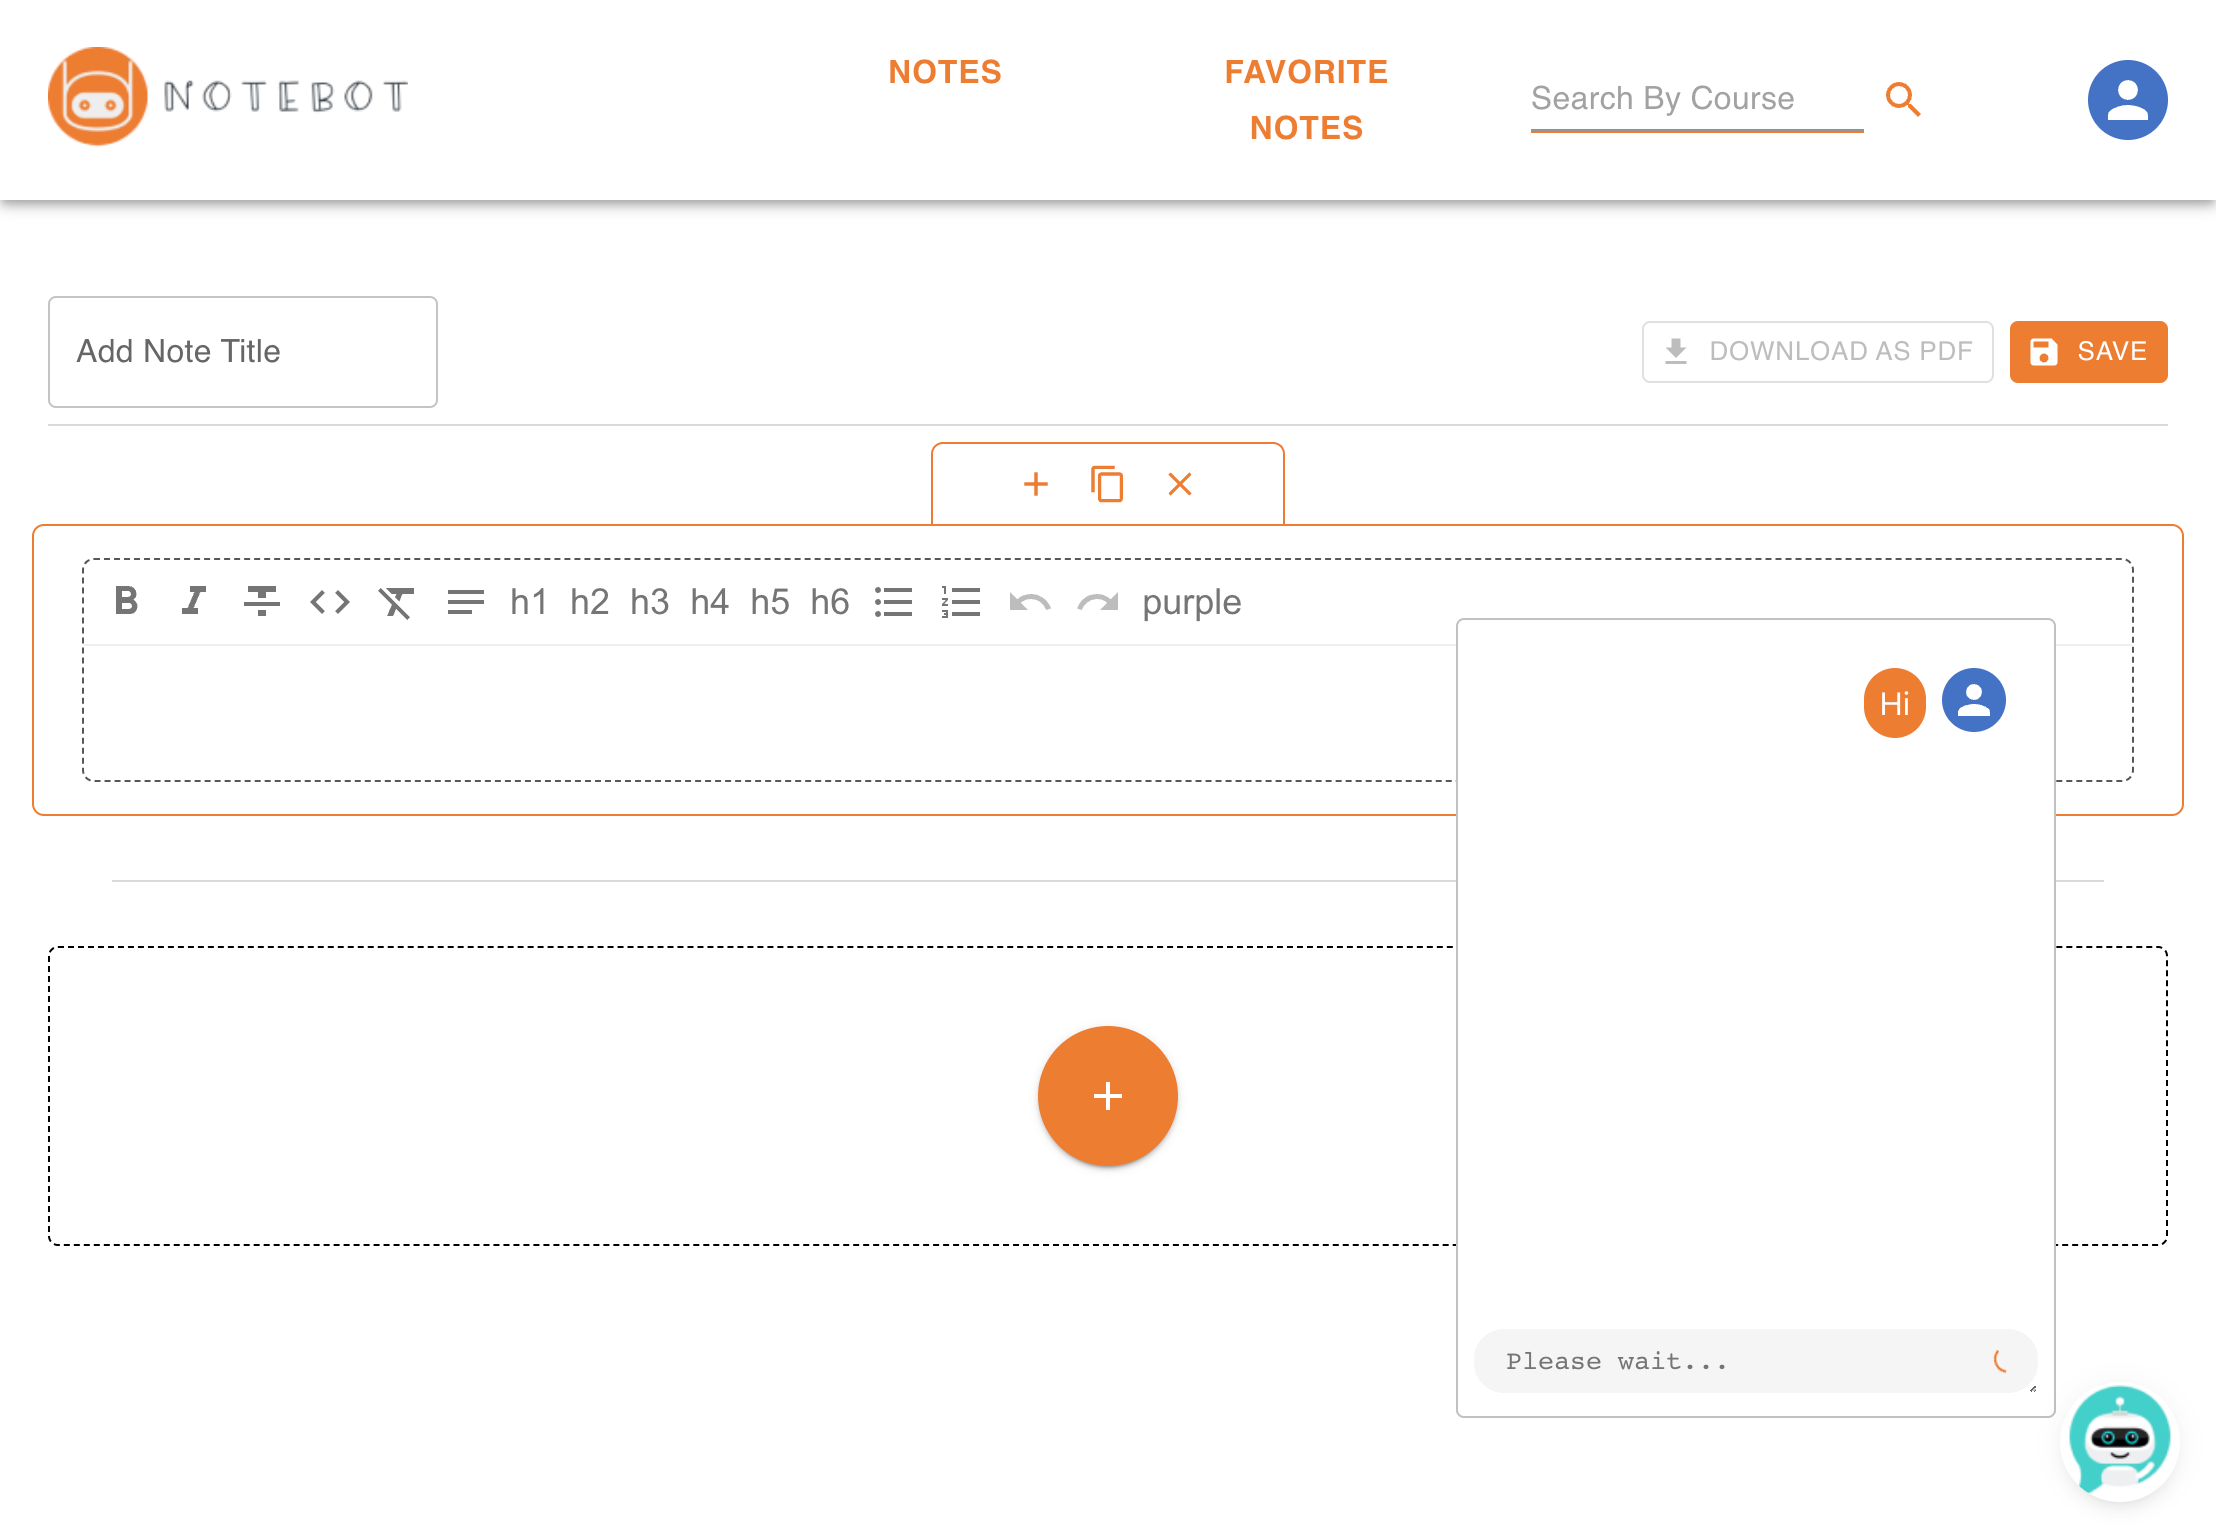 NOTEBOT
NOTES
FAVORITE
NOTES
Search By Course
Add Note Title
DOWNLOAD AS PDF
SAVE
B I h1 h2 h3 h4 h5 h6 purple
Hi
Please wait...